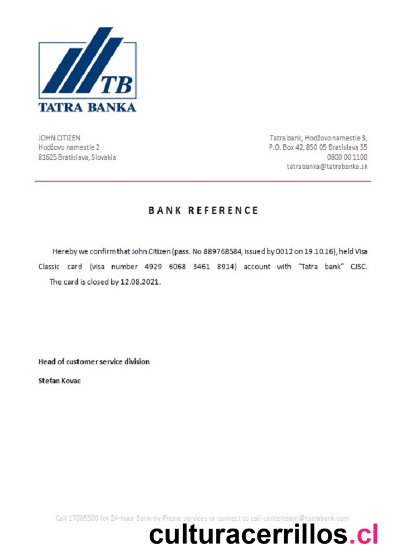 TB
TATRA BANKA
JOHN CITIZEN
Hodžovo namestie 2
81625 Bratislava, Slovakia
Tatra bank, Hodžovo namestie 3,
P.O. Box 42, 850 05 Bratislava 55
0800 00 1100
tatrabanka@tatrabanka.sk
BANK REFERENCE
Hereby we confirm that John Citizen (pass. No 889768584, issued by 0012 on 19.10.16), held Visa
Classic card (visa number 4929 6068 3461 8914) account with "Tatra bank" CJSC.
The card is closed by 12.08.2021.
Head of customer service division
Stefan Kovac
Call 17095580 for 24-hour Bank-by-Phone services or connect to call-centerteam@tatrabank.com
culturacerrillos.cl